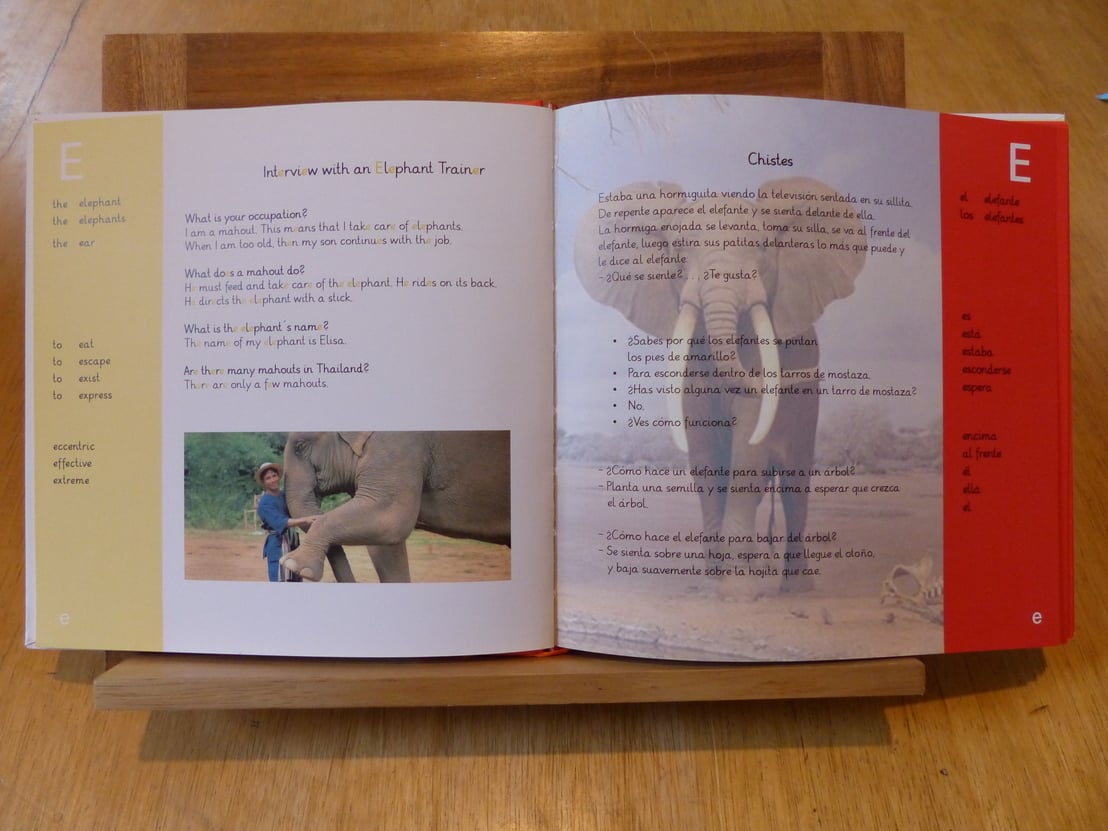 E
the elephant
the elephants
the ear
to eat
to escape
to exist
to express
eccentric
effective
extreme
e
Interview with an Elephant Trainer
What is your occupation?
I am a mahout. This means that I take care of elephants.
When I am too old, then my son continues with the job.
What does a mahout do?
He must feed and take care of the elephant. He rides on its back.
He directs the elephant with a stick.
What is the elephant´s name?
The name of my elephant is Elisa.
Are there many mahouts in Thailand?
There are only a few mahouts.
Chistes
Estaba una hormiguita viendo la televisión sentada en su sillita.
De repente aparece el elefante y se sienta delante de ella.
La hormiga enojada se levanta, toma su silla, se va al frente del
elefante, luego estira sus patitas delanteras lo más que puede y
le dice al elefante:
- ¿Qué se siente? . . . ¿Te gusta?
• ¿Sabes por qué los elefantes se pintan
los pies de amarillo?
• Para esconderse dentro de los tarros de mostaza.
• ¿Has visto alguna vez un elefante en un tarro de mostaza?
• No.
• ¿Ves cómo funciona?
- ¿Cómo hace un elefante para subirse a un árbol?
- Planta una semilla y se sienta encima a esperar que crezca
el árbol.
- ¿Cómo hace el elefante para bajar del árbol?
- Se sienta sobre una hoja, espera a que llegue el otoño,
y baja suavemente sobre la hojita que cae.
E
el elefante
los elefantes
es
está
estaba
esconderse
espera
encima
al frente
él
ella
el
e